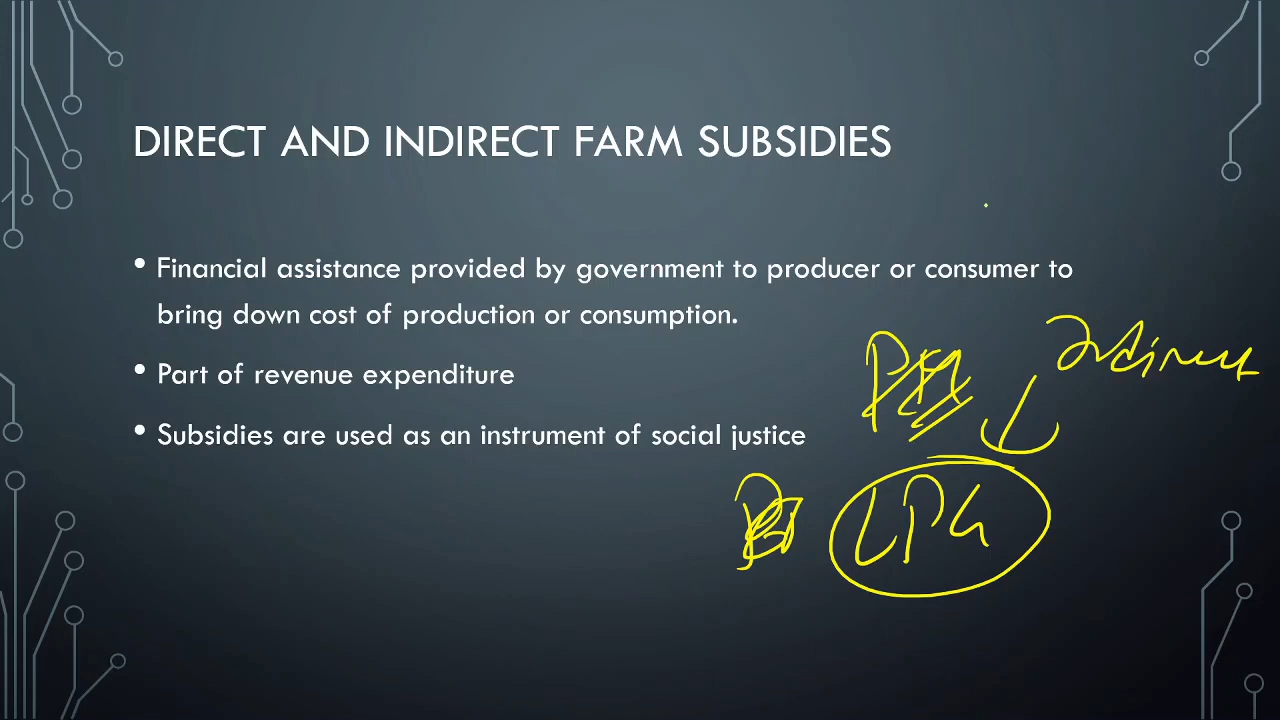 DIRECT AND INDIRECT FARM SUBSIDIES
• Financial assistance provided by government to producer or consumer to
bring down cost of production or consumption.
• Part of revenue expenditure
• Subsidies are used as an instrument of social justice
Indirect
LPG